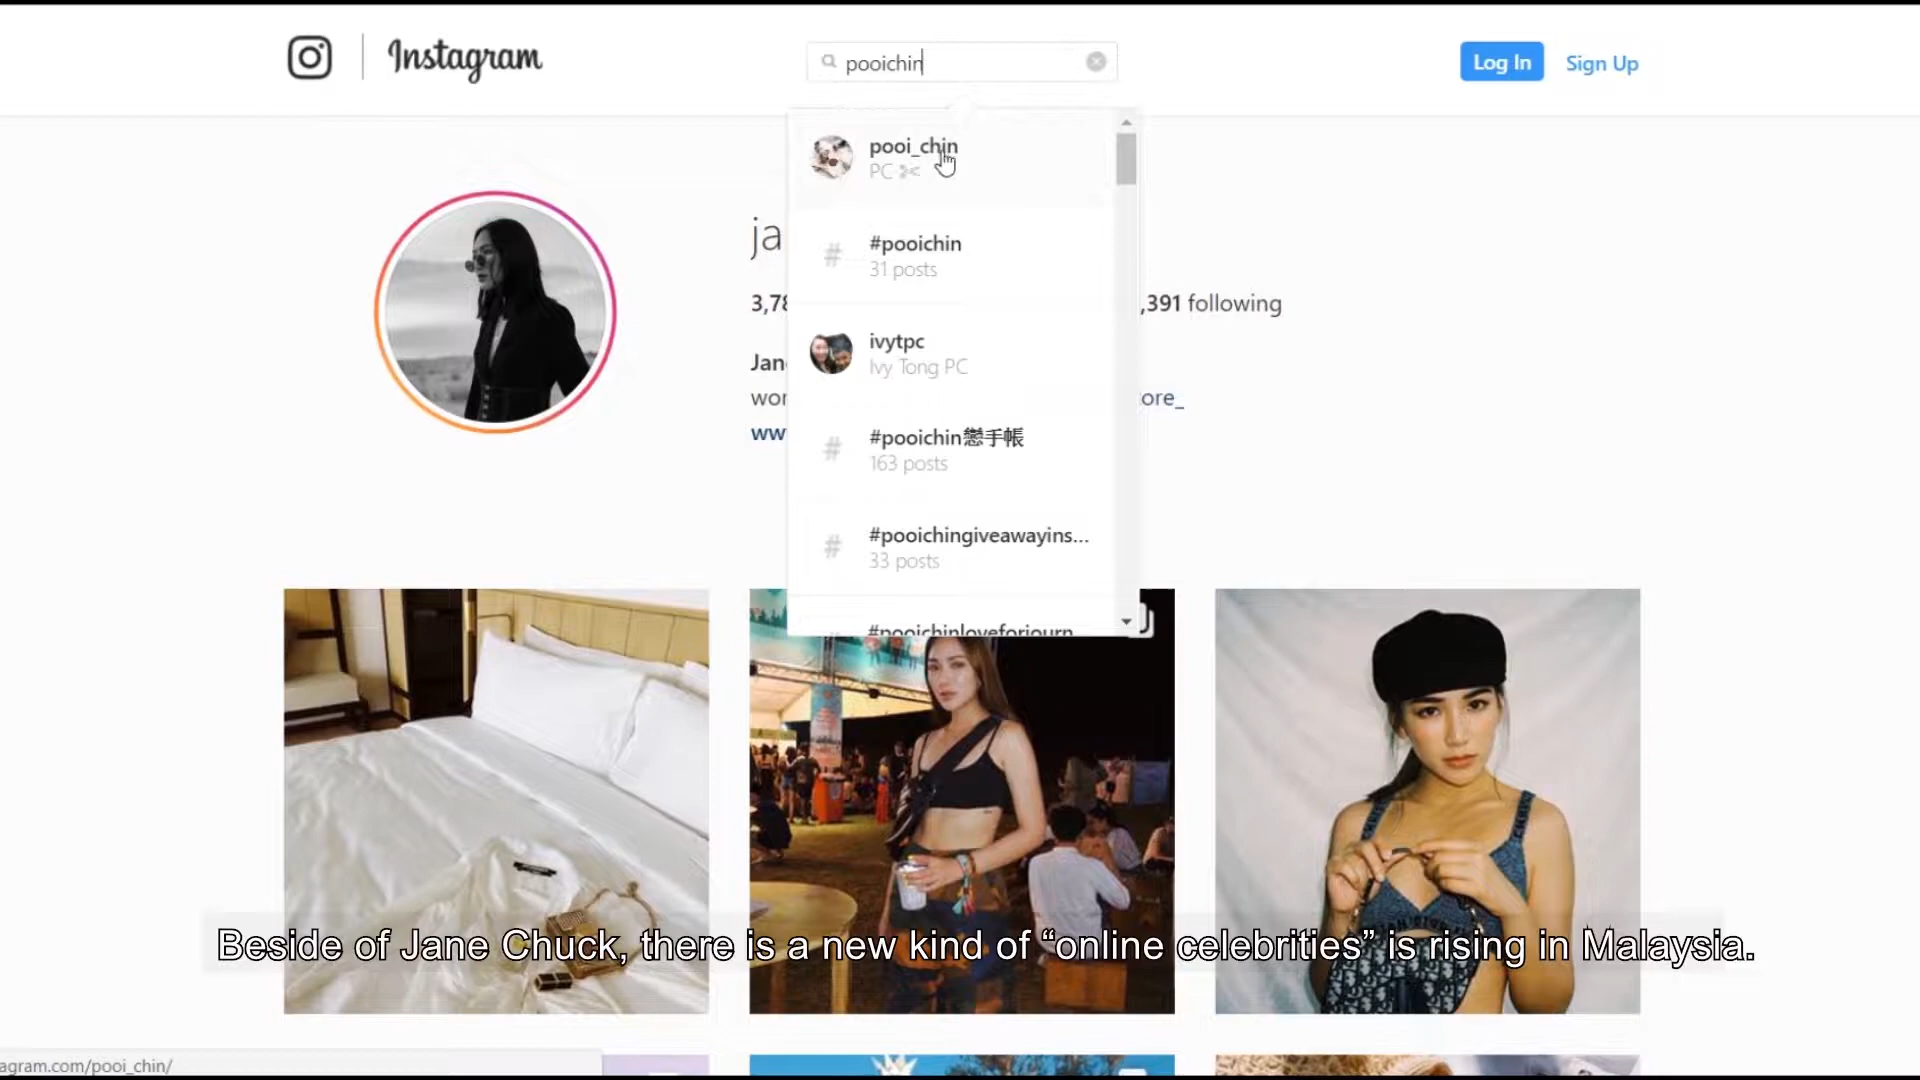 Instagram
pooichin
Log In
Sign Up
pooi_chin
PC
#pooichin
31 posts
ivytpc
Ivy Tong PC
#pooichin戀手帳
163 posts
#pooichingiveawayins...
33 posts
#pooichinloveforjourn
ja
3,78
,391 following
Jan
wor
ore_
ww
Beside of Jane Chuck, there is a new kind of “online celebrities” is rising in Malaysia.
agram.com/pooi_chin/